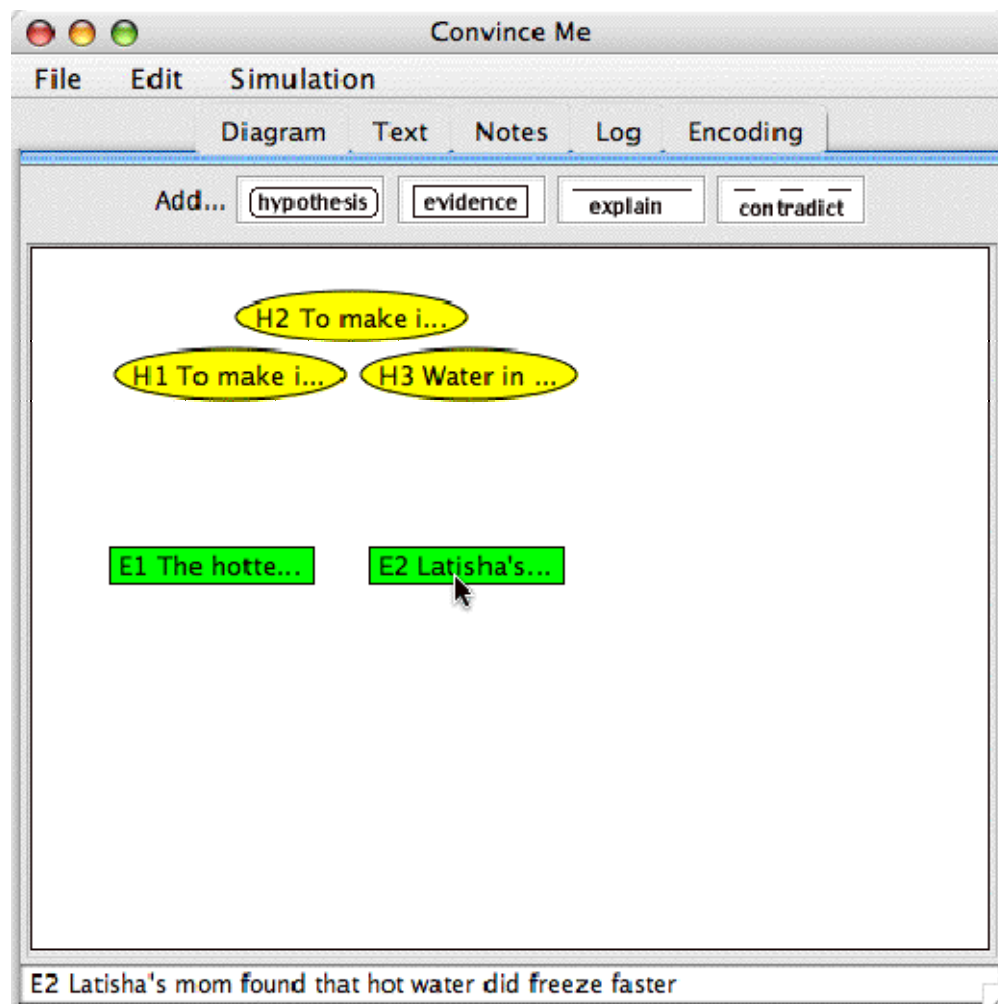 Convince Me
File Edit Simulation
Diagram Text Notes Log Encoding
Add... hypothesis evidence explain contradict
H2 To make i...
H1 To make i... H3 Water in ...
E1 The hotte... E2 Latisha's...
E2 Latisha's mom found that hot water did freeze faster